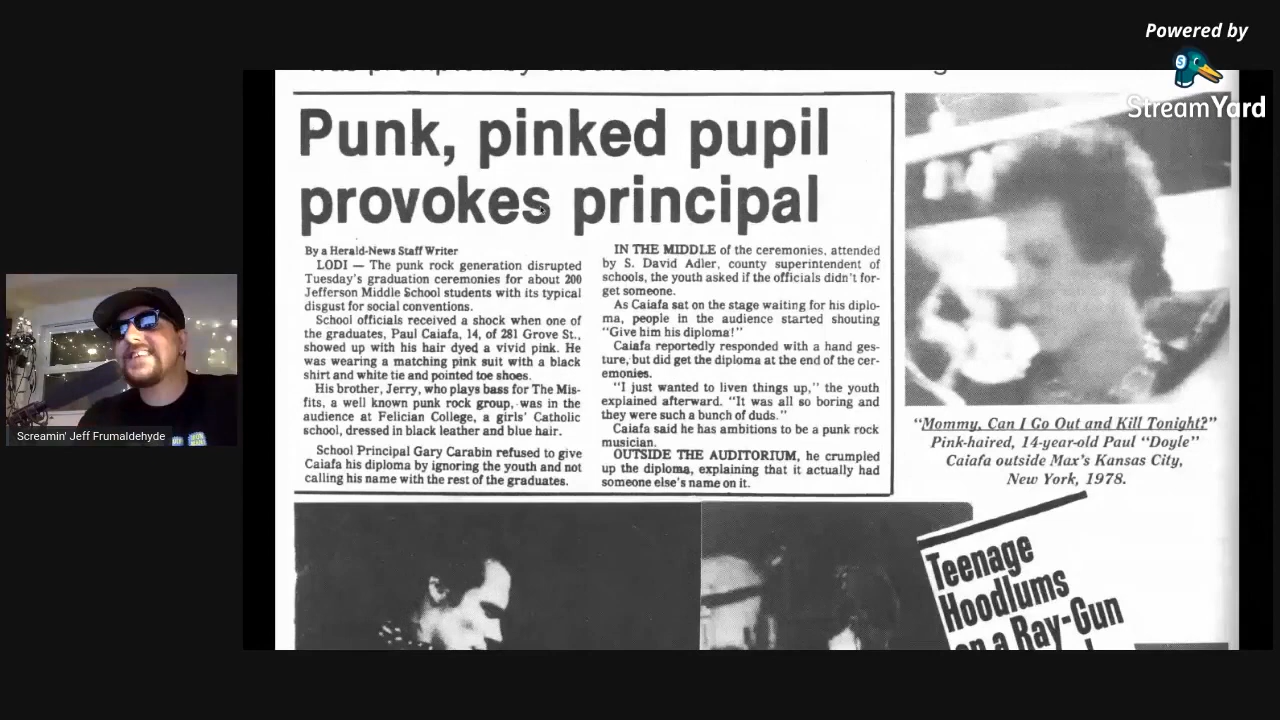 Powered by
StreamYard
Punk, pinked pupil
provokes principal
By a Herald-News Staff Writer
LODI — The punk rock generation disrupted
Tuesday's graduation ceremonies for about 200
Jefferson Middle School students with its typical
disgust for social conventions.
School officials received a shock when one of
the graduates, Paul Caiafa, 14, of 281 Grove St.,
showed up with his hair dyed a vivid pink. He
was wearing a matching pink suit with a black
shirt and white tie and pointed toe shoes.
His brother, Jerry, who plays bass for The Mis-
fits, a well known punk rock group, was in the
audience at Felician College, a girls' Catholic
school, dressed in black leather and blue hair.
School Principal Gary Carabin refused to give
Caiafa his diploma by ignoring the youth and not
calling his name with the rest of the graduates.
IN THE MIDDLE of the ceremonies, attended
by S. David Adler, county superintendent of
schools, the youth asked if the officials didn't for-
get someone.
As Caiafa sat on the stage waiting for his diplo-
ma, people in the audience started shouting
"Give him his diploma!"
Caiafa reportedly responded with a hand ges-
ture, but did get the diploma at the end of the cer-
emonies.
"I just wanted to liven things up," the youth
explained afterward. "It was all so boring and
they were such a bunch of duds."
Caiafa said he has ambitions to be a punk rock
musician.
OUTSIDE THE AUDITORIUM, he crumpled
up the diploma, explaining that it actually had
someone else's name on it.
"Mommy, Can I Go Out and Kill Tonight?"
Pink-haired, 14-year-old Paul "Doyle"
Caiafa outside Max's Kansas City,
New York, 1978.
Teenage
Hoodlums
on a Ray-Gun
Screamin' Jeff Frumaldehyde